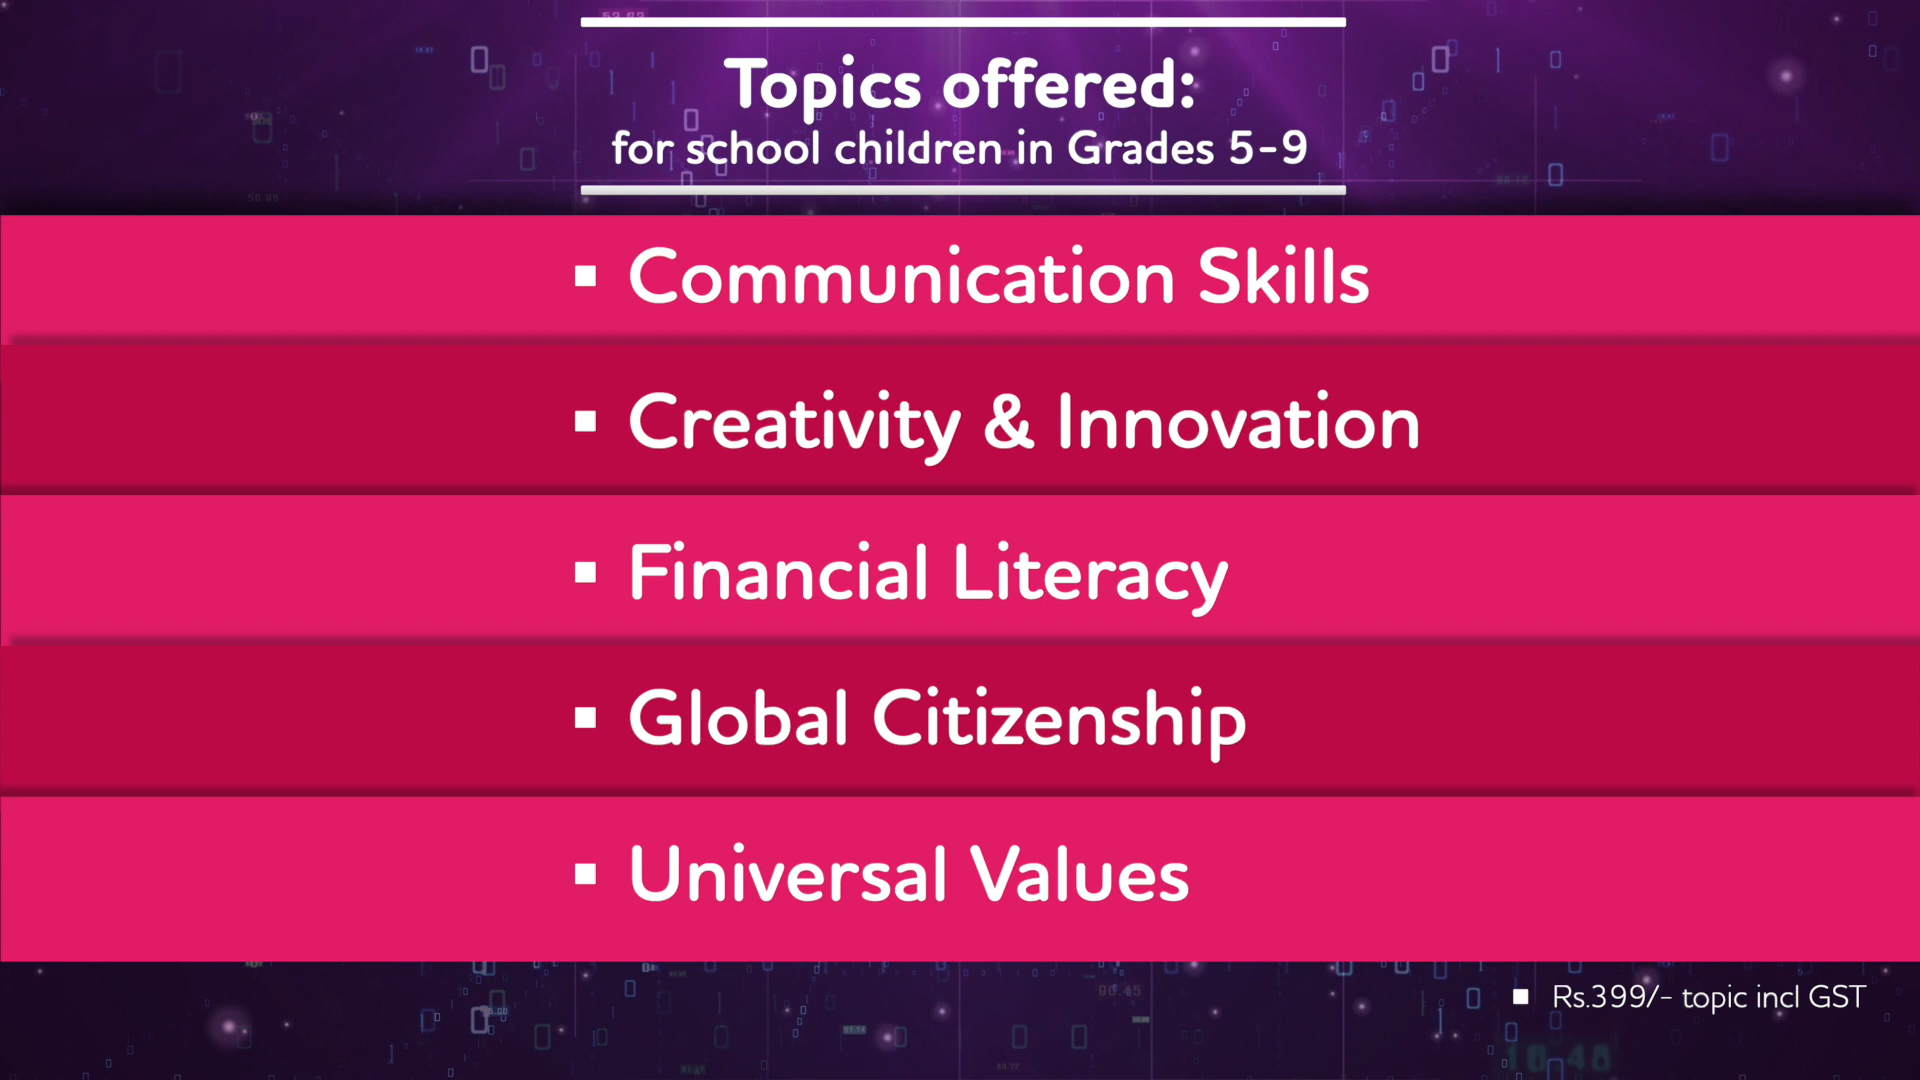 Topics offered:
for school children in Grades 5-9
▪ Communication Skills
▪ Creativity & Innovation
▪ Financial Literacy
▪ Global Citizenship
▪ Universal Values
▪ Rs.399/- topic incl GST